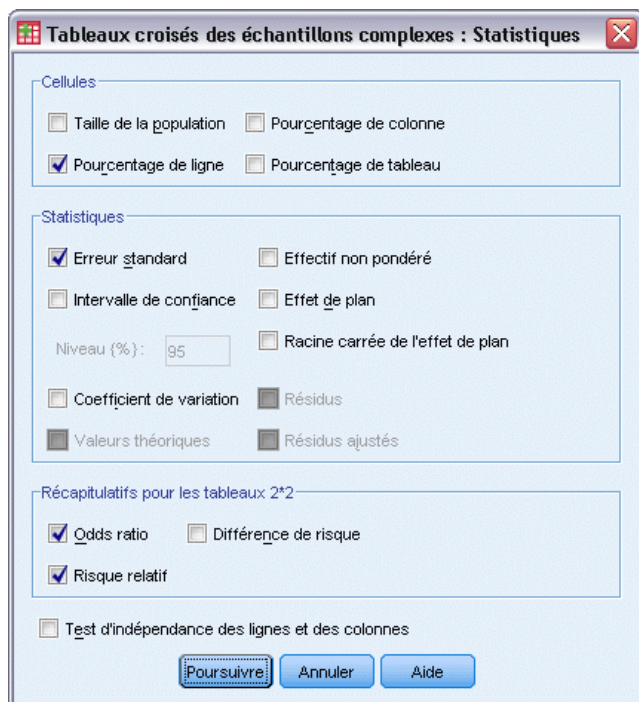 Tableaux croisés des échantillons complexes : Statistiques
Cellules
Taille de la population
Pourcentage de colonne
Pourcentage de ligne
Pourcentage de tableau
Statistiques
Erreur standard
Effectif non pondéré
Intervalle de confiance
Effet de plan
Niveau {%} :
95
Racine carrée de l'effet de plan
Coefficient de variation
Résidus
Valeurs théoriques
Résidus ajustés
Récapitulatifs pour les tableaux 2*2
Odds ratio
Différence de risque
Risque relatif
Test d'indépendance des lignes et des colonnes
Poursuivre
Annuler
Aide